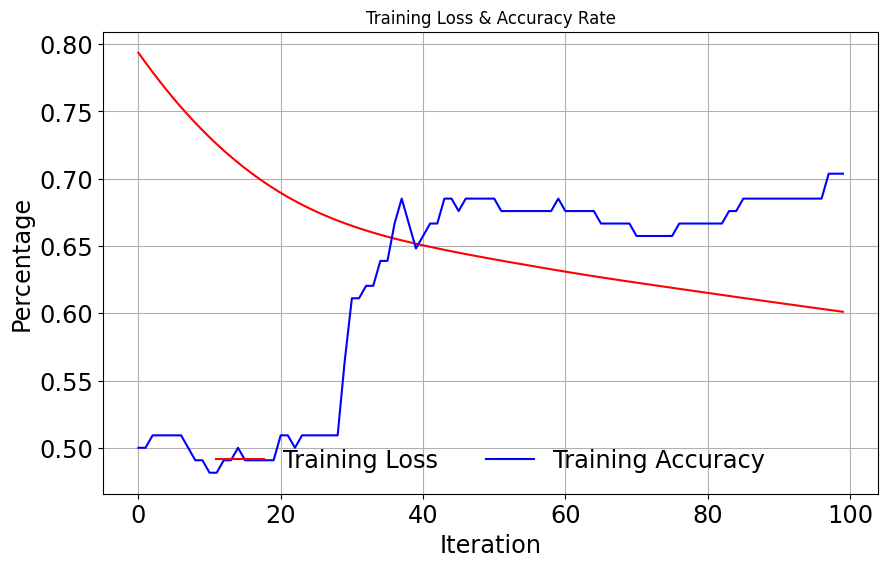 Training Loss & Accuracy Rate
0.80
0.75
0.70
0.65
0.60
0.55
0.50
Percentage
Training Loss Training Accuracy
0 20 40 60 80 100
Iteration